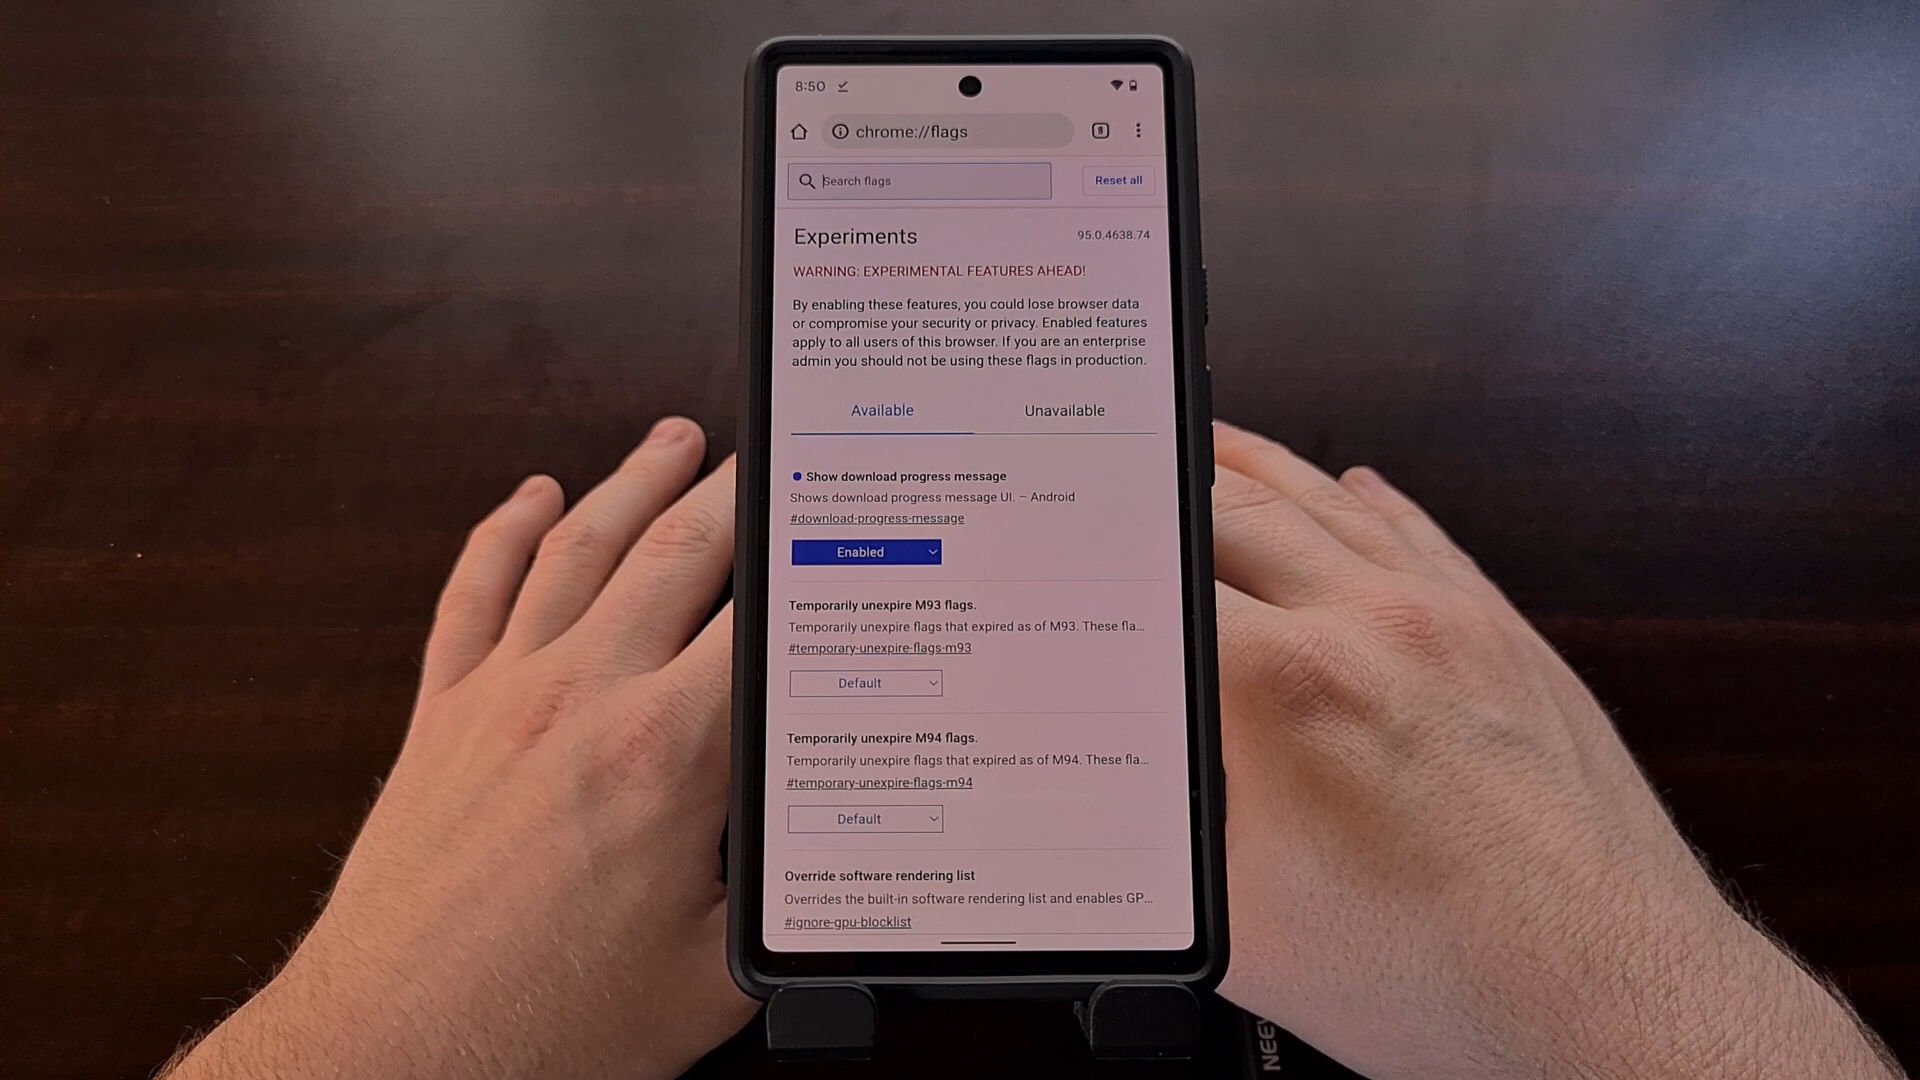 8:50
chrome://flags
8
Search flags
Reset all
Experiments
95.0.4638.74
WARNING: EXPERIMENTAL FEATURES AHEAD!
By enabling these features, you could lose browser data
or compromise your security or privacy. Enabled features
apply to all users of this browser. If you are an enterprise
admin you should not be using these flags in production.
Available
Unavailable
Show download progress message
Shows download progress message UI. – Android
#download-progress-message
Enabled
Temporarily unexpire M93 flags.
Temporarily unexpire flags that expired as of M93. These fla...
#temporary-unexpire-flags-m93
Default
Temporarily unexpire M94 flags.
Temporarily unexpire flags that expired as of M94. These fla...
#temporary-unexpire-flags-m94
Default
Override software rendering list
Overrides the built-in software rendering list and enables GP...
#ignore-gpu-blocklist